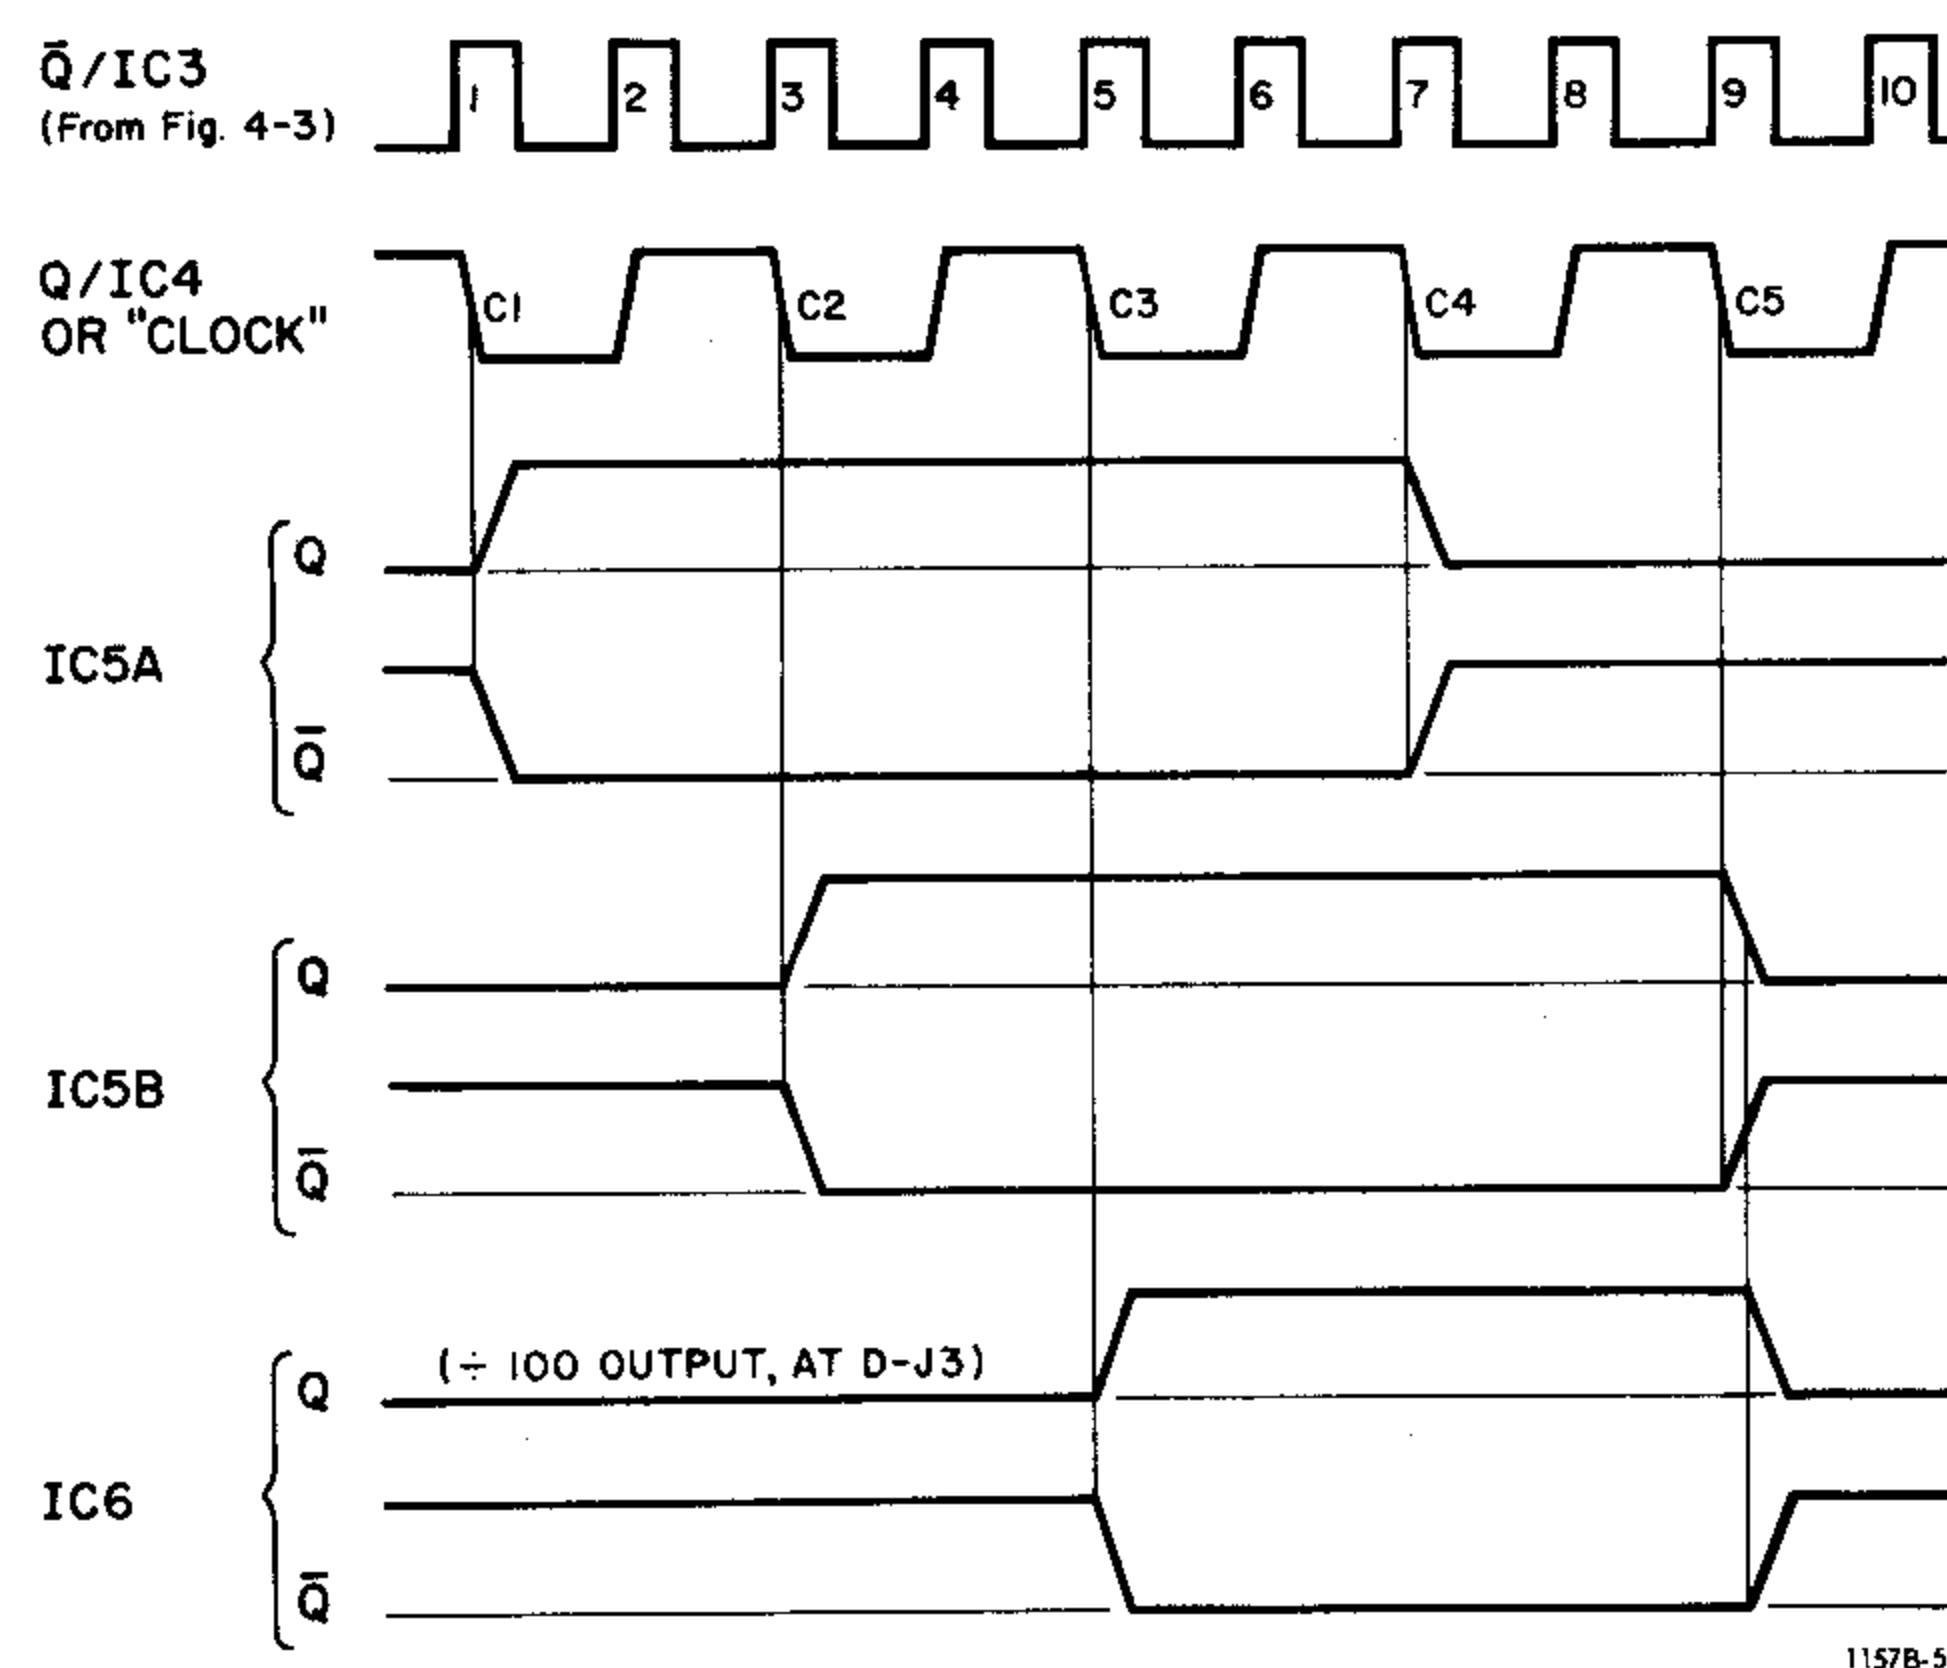 Q̄/IC3
(From Fig. 4-3)
1 2 3 4 5 6 7 8 9 10
Q/IC4
OR "CLOCK"
C1 C2 C3 C4 C5
Q
IC5A
Q̄
Q
IC5B
Q̄
(÷ 100 OUTPUT, AT D-J3)
Q
IC6
Q̄
1157B-5